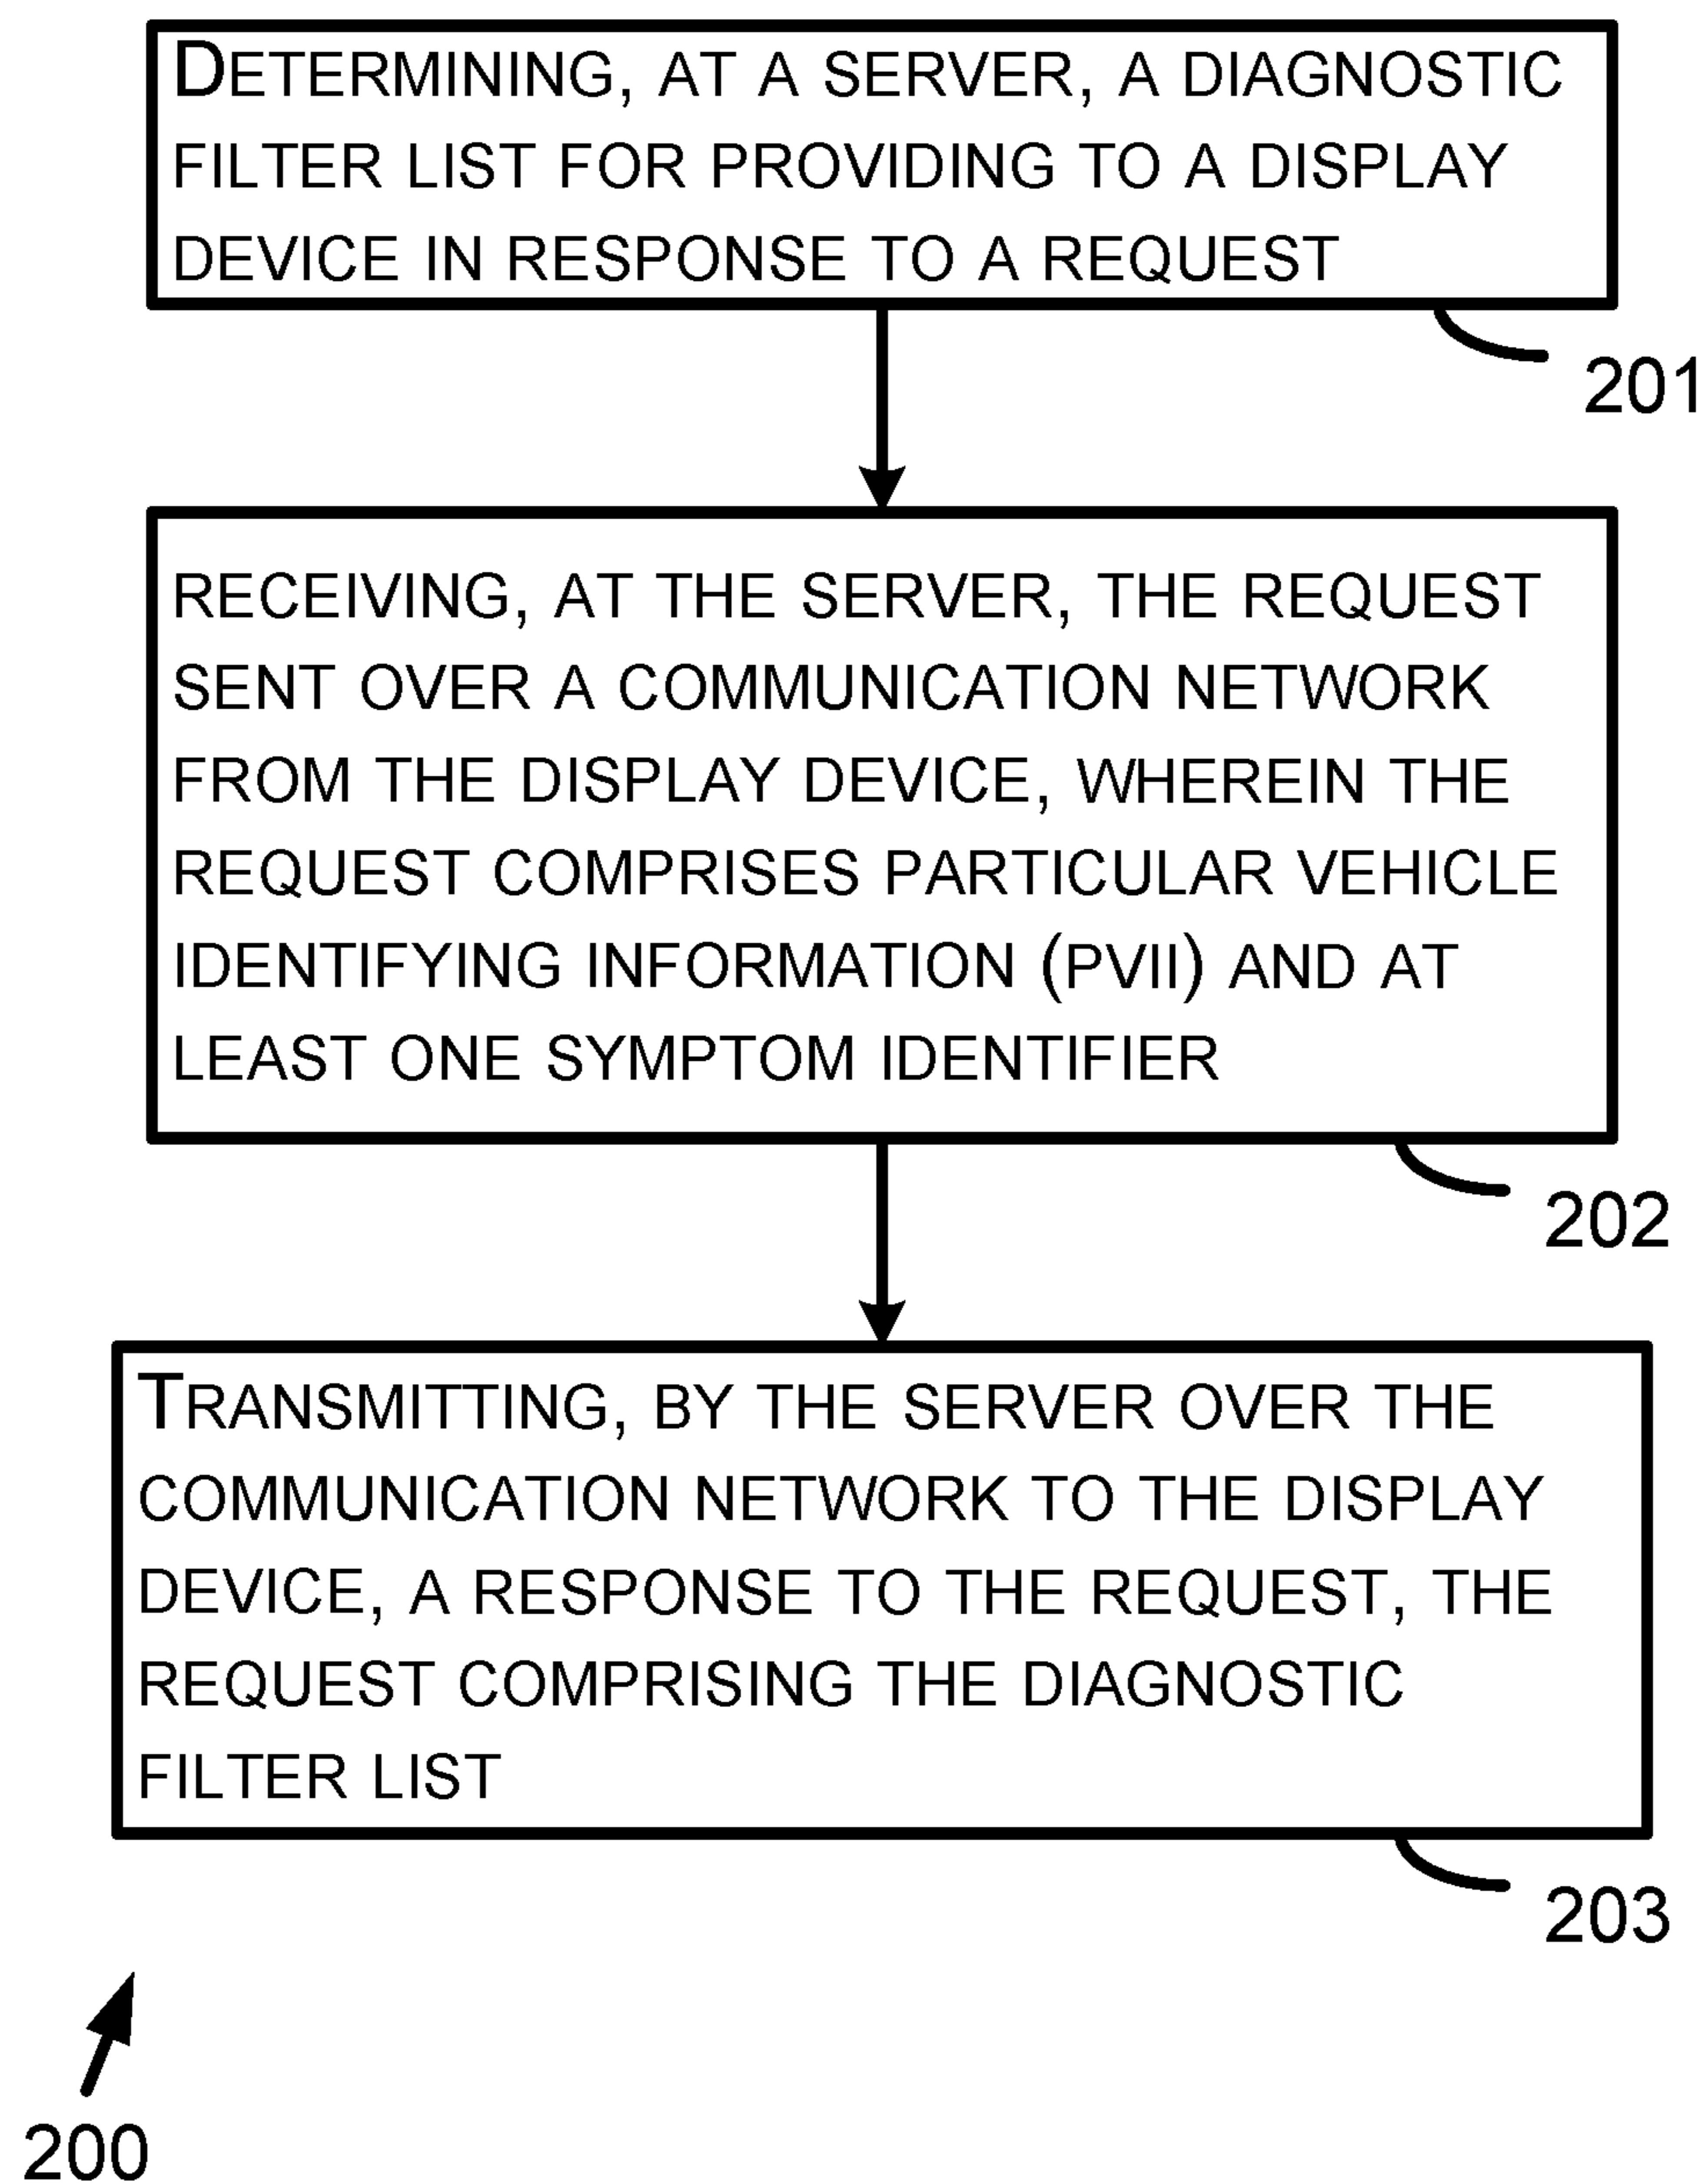 DETERMINING, AT A SERVER, A DIAGNOSTIC
FILTER LIST FOR PROVIDING TO A DISPLAY
DEVICE IN RESPONSE TO A REQUEST
201
RECEIVING, AT THE SERVER, THE REQUEST
SENT OVER A COMMUNICATION NETWORK
FROM THE DISPLAY DEVICE, WHEREIN THE
REQUEST COMPRISES PARTICULAR VEHICLE
IDENTIFYING INFORMATION (PVII) AND AT
LEAST ONE SYMPTOM IDENTIFIER
202
TRANSMITTING, BY THE SERVER OVER THE
COMMUNICATION NETWORK TO THE DISPLAY
DEVICE, A RESPONSE TO THE REQUEST, THE
REQUEST COMPRISING THE DIAGNOSTIC
FILTER LIST
203
200